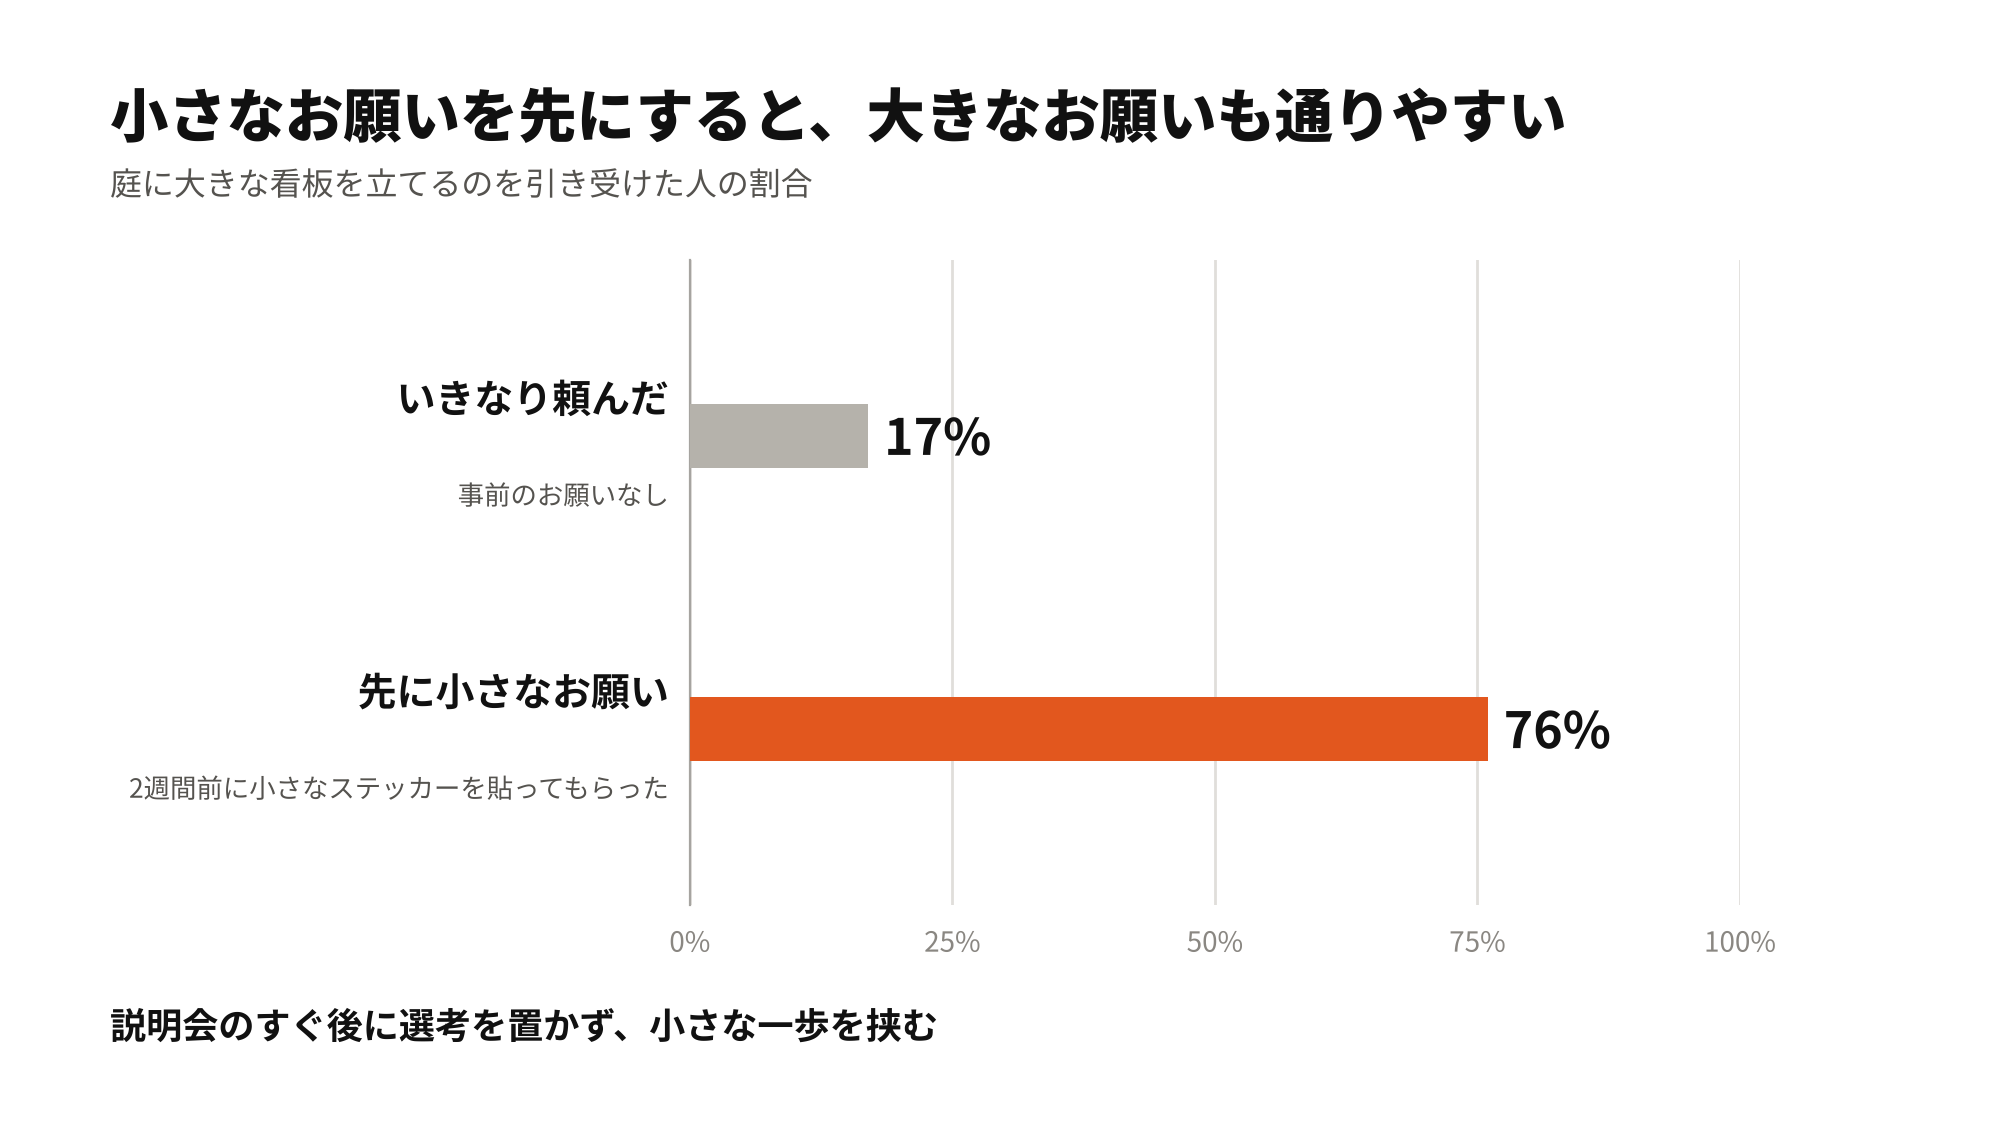 小さなお願いを先にすると、大きなお願いも通りやすい
庭に大きな看板を立てるのを引き受けた人の割合
いきなり頼んだ
17%
事前のお願いなし
先に小さなお願い
76%
2週間前に小さなステッカーを貼ってもらった
0%
25%
50%
75%
100%
説明会のすぐ後に選考を置かず、小さな一歩を挟む